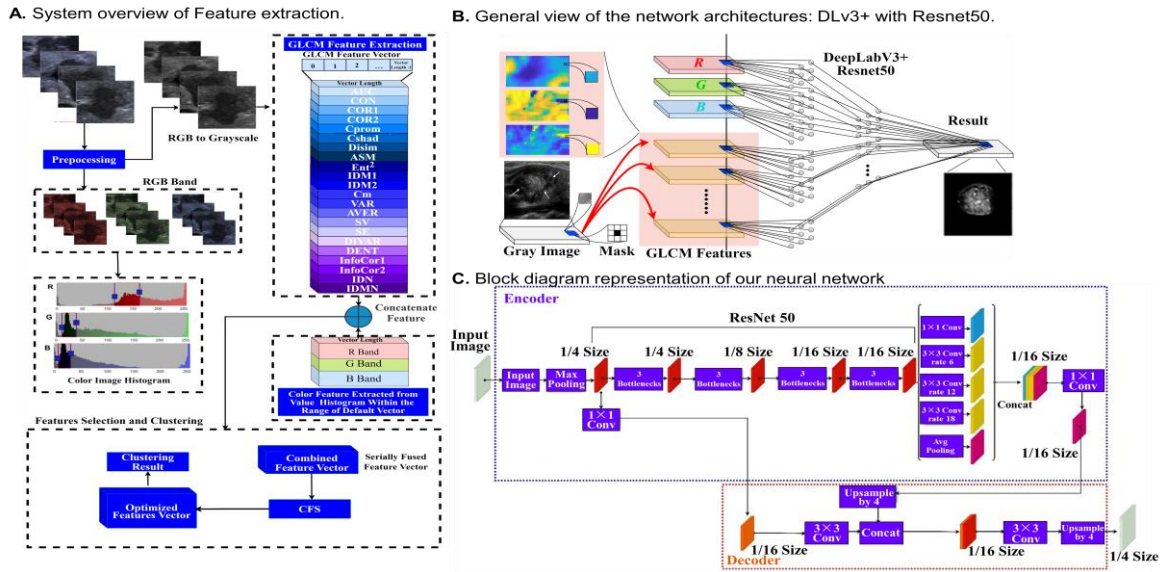 A. System overview of Feature extraction.
RGB to Grayscale
Prepocessing
RGB Band
R
G
B
0 50 100 150 200 250
Color Image Histogram
GLCM Feature Extraction
GLCM Feature Vector
0 1 2 ... Vector Length -1
Vector Length
AUC
CON
COR1
COR2
Cprom
Cshad
Disim
ASM
Ent²
IDM1
IDM2
Cm
VAR
AVER
SV
SE
DIVAR
DENT
InfoCor1
InfoCor2
IDN
IDMN
Concatenate
Feature
Vector Length
R Band
G Band
B Band
Color Feature Extracted from
Value Histogram Within the
Range of Default Vector
Features Selection and Clustering
Clustering
Result
Combined
Feature Vector
Serially Fused
Feature Vector
Optimized
Features Vector
CFS
B. General view of the network architectures: DLv3+ with Resnet50.
R
G
B
DeepLabV3+
Resnet50
Result
Gray Image
Mask
GLCM Features
C. Block diagram representation of our neural network
Encoder
Input
Image
ResNet 50
1/4 Size
1/4 Size
1/8 Size
1/16 Size
1/16 Size
Input
Image
Max
Pooling
3
Bottlenecks
3
Bottlenecks
3
Bottlenecks
3
Bottlenecks
1×1
Conv
1×1 Conv
3×3 Conv
rate 6
3×3 Conv
rate 12
3×3 Conv
rate 18
Avg
Pooling
1/16 Size
Concat
1×1
Conv
1/16 Size
Upsample
by 4
1/16 Size
3×3
Conv
Concat
1/16 Size
3×3
Conv
Upsample
by 4
1/4 Size
Decoder